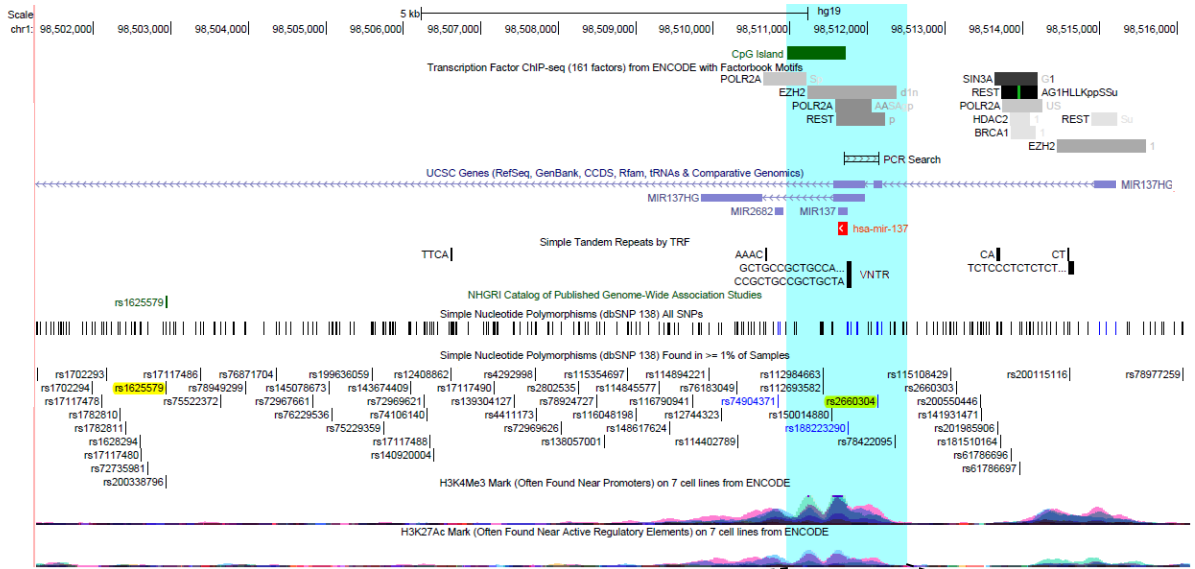 Scale 5 kb hg19
chr1: 98,502,000 98,503,000 98,504,000 98,505,000 98,506,000 98,507,000 98,508,000 98,509,000 98,510,000 98,511,000 98,512,000 98,513,000 98,514,000 98,515,000 98,516,000
CpG Island
Transcription Factor ChIP-seq (161 factors) from ENCODE with Factorbook Motifs
POLR2A S SIN3A G1
EZH2 d1n REST AG1HLLKppSSu
POLR2A POLR2A US
REST p HDAC2 1 REST Su
BRCA1 1
EZH2 1
PCR Search
UCSC Genes (RefSeq, GenBank, CCDS, Rfam, tRNAs & Comparative Genomics)
MIR137HG
MIR137HG
MIR2682 MIR137
hsa-mir-137
Simple Tandem Repeats by TRF
TTCA AAAC CA CT
GCTGCCGCTGCCA... VNTR TCTCCCTCTCTCT...
CCGCTGCCGCTGCTA
NHGRI Catalog of Published Genome-Wide Association Studies
rs1625579
Simple Nucleotide Polymorphisms (dbSNP 138) All SNPs
Simple Nucleotide Polymorphisms (dbSNP 138) Found in >= 1% of Samples
rs1702293 rs17117486 rs76871704 rs199636059 rs12408862 rs4292998 rs115354697 rs114894221 rs112984663 rs115108429 rs200115116 rs78977259
rs1702294 rs1625579 rs78949299 rs145078673 rs143674409 rs17117490 rs2802535 rs114845577 rs76183049 rs112693582 rs2660303
rs17117478 rs75522372 rs72967661 rs72969621 rs139304127 rs78924727 rs116790941 rs74904371 rs2660304 rs200550446
rs1782810 rs76229536 rs74106140 rs4411173 rs116048198 rs12744323 rs150014880 rs141931471
rs1782811 rs75229359 rs72969626 rs148617624 rs188223290 rs201985906
rs1628294 rs17117488 rs138057001 rs114402789 rs78422095 rs181510164
rs17117480 rs140920004 rs61786696
rs72735981 rs61786697
rs200338796
H3K4Me3 Mark (Often Found Near Promoters) on 7 cell lines from ENCODE
H3K27Ac Mark (Often Found Near Active Regulatory Elements) on 7 cell lines from ENCODE